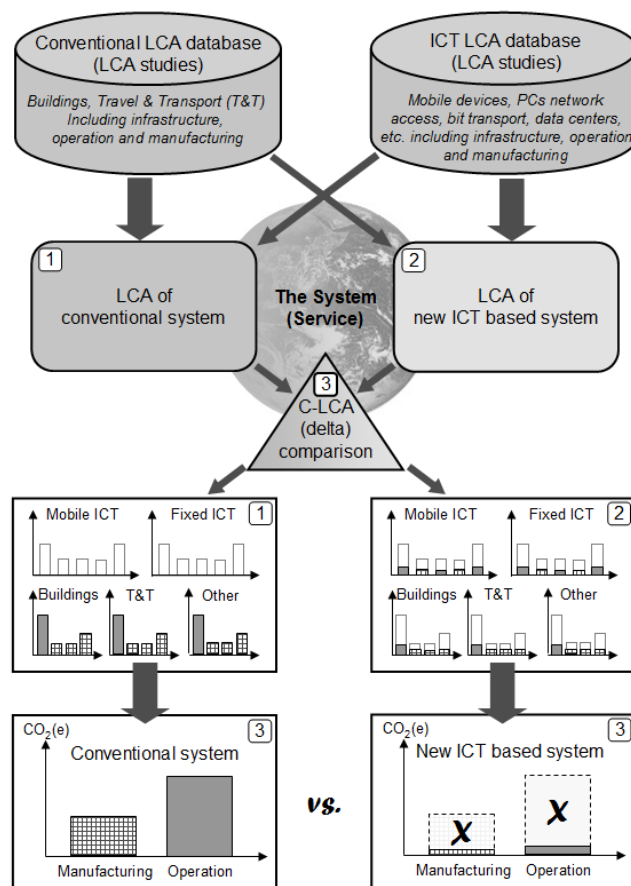 Conventional LCA database
(LCA studies)
Buildings, Travel & Transport (T&T)
Including infrastructure,
operation and manufacturing
ICT LCA database
(LCA studies)
Mobile devices, PCs network
access, bit transport, data centers,
etc. including infrastructure, operation
and manufacturing
1
LCA of
conventional system
The System
(Service)
2
LCA of
new ICT based system
3
C-LCA
(delta)
comparison
1
Mobile ICT
Fixed ICT
Buildings
T&T
Other
2
Mobile ICT
Fixed ICT
Buildings
T&T
Other
CO2(e)
3
Conventional system
Manufacturing
Operation
vs.
CO2(e)
3
New ICT based system
X
X
Manufacturing
Operation